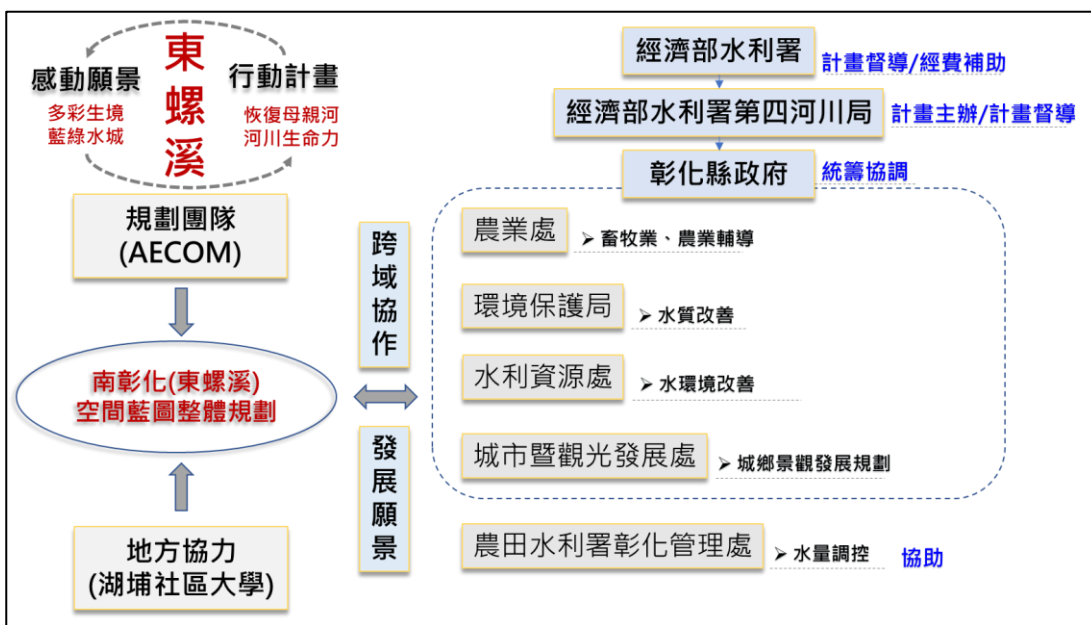 東螺溪
感動願景
多彩生境
藍綠水城
行動計畫
恢復母親河
河川生命力
規劃團隊
(AECOM)
南彰化(東螺溪)
空間藍圖整體規劃
地方協力
(湖埔社區大學)
跨域協作
發展願景
經濟部水利署
計畫督導/經費補助
經濟部水利署第四河川局
計畫主辦/計畫督導
彰化縣政府
統籌協調
農業處
➢ 畜牧業、農業輔導
環境保護局
➢ 水質改善
水利資源處
➢ 水環境改善
城市暨觀光發展處
➢ 城鄉景觀發展規劃
農田水利署彰化管理處
➢ 水量調控
協助